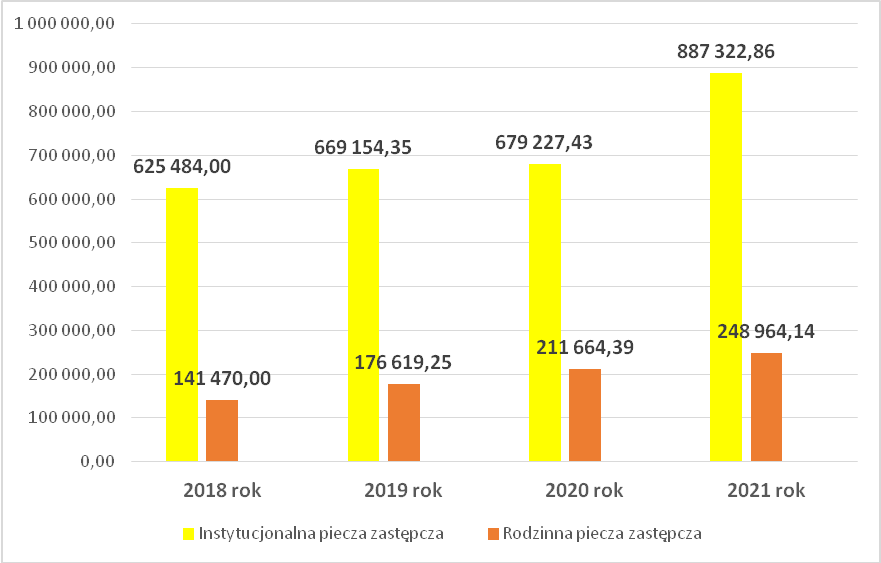 1 000 000,00
900 000,00
800 000,00
700 000,00
600 000,00
500 000,00
400 000,00
300 000,00
200 000,00
100 000,00
0,00
625 484,00
141 470,00
669 154,35
176 619,25
679 227,43
211 664,39
887 322,86
248 964,14
2018 rok
2019 rok
2020 rok
2021 rok
Instytucjonalna piecza zastępcza
Rodzinna piecza zastępcza